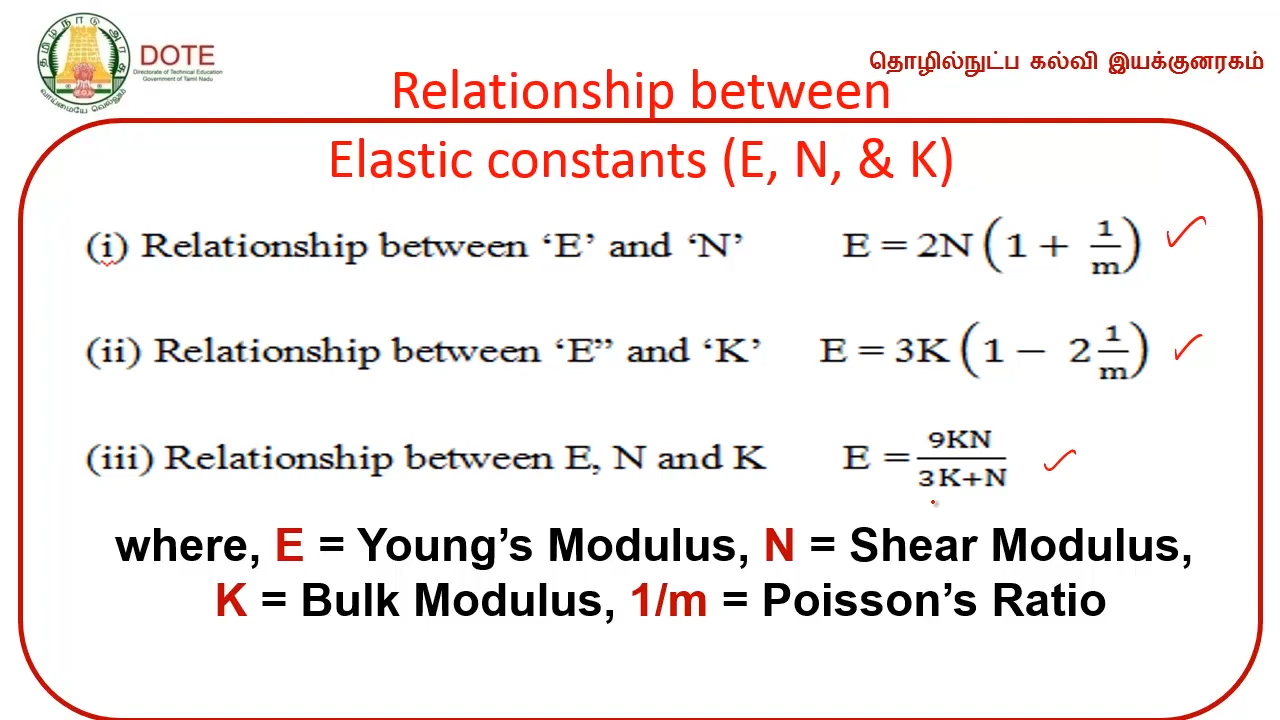 தமிழ்நாடு அரசு
வாய்மையே வெல்லும்
DOTE
Directorate of Technical Education
Government of Tamil Nadu
தொழில்நுட்ப கல்வி இயக்குனரகம்
Relationship between
Elastic constants (E, N, & K)
(i) Relationship between ‘E’ and ‘N’ E = 2N (1 + 1/m)
(ii) Relationship between ‘E” and ‘K’ E = 3K (1 − 2 1/m)
(iii) Relationship between E, N and K E = 9KN/3K+N
where, E = Young’s Modulus, N = Shear Modulus,
K = Bulk Modulus, 1/m = Poisson’s Ratio